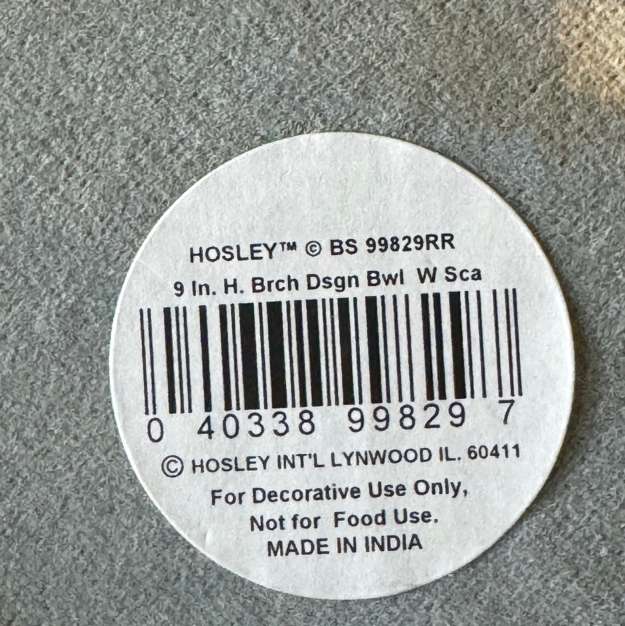 HOSLEY™ © BS 99829RR
9 In. H. Brch Dsgn Bwl W Sca
0 40338 99829 7
© HOSLEY INT'L LYNWOOD IL. 60411
For Decorative Use Only,
Not for Food Use.
MADE IN INDIA